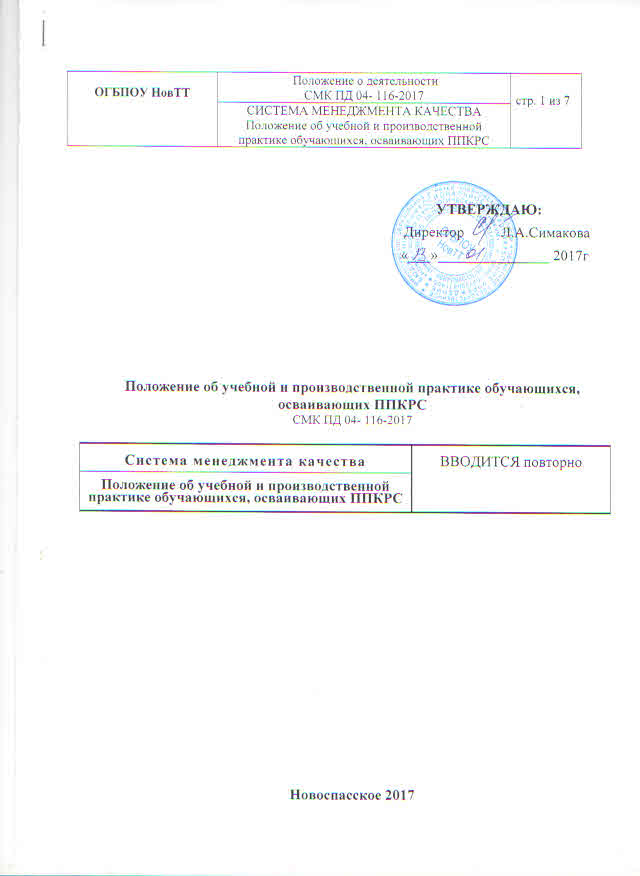 ОГБПОУ НовТТ
Положение о деятельности
СМК ПД 04- 116-2017
стр. 1 из 7
СИСТЕМА МЕНЕДЖМЕНТА КАЧЕСТВА
Положение об учебной и производственной
практике обучающихся, осваивающих ППКРС
УТВЕРЖДАЮ:
Директор Л.А.Симакова
« 13 » 01 2017г
НовТТ
Положение об учебной и производственной практике обучающихся,
осваивающих ППКРС
СМК ПД 04- 116-2017
Система менеджмента качества
ВВОДИТСЯ повторно
Положение об учебной и производственной
практике обучающихся, осваивающих ППКРС
Новоспасское 2017